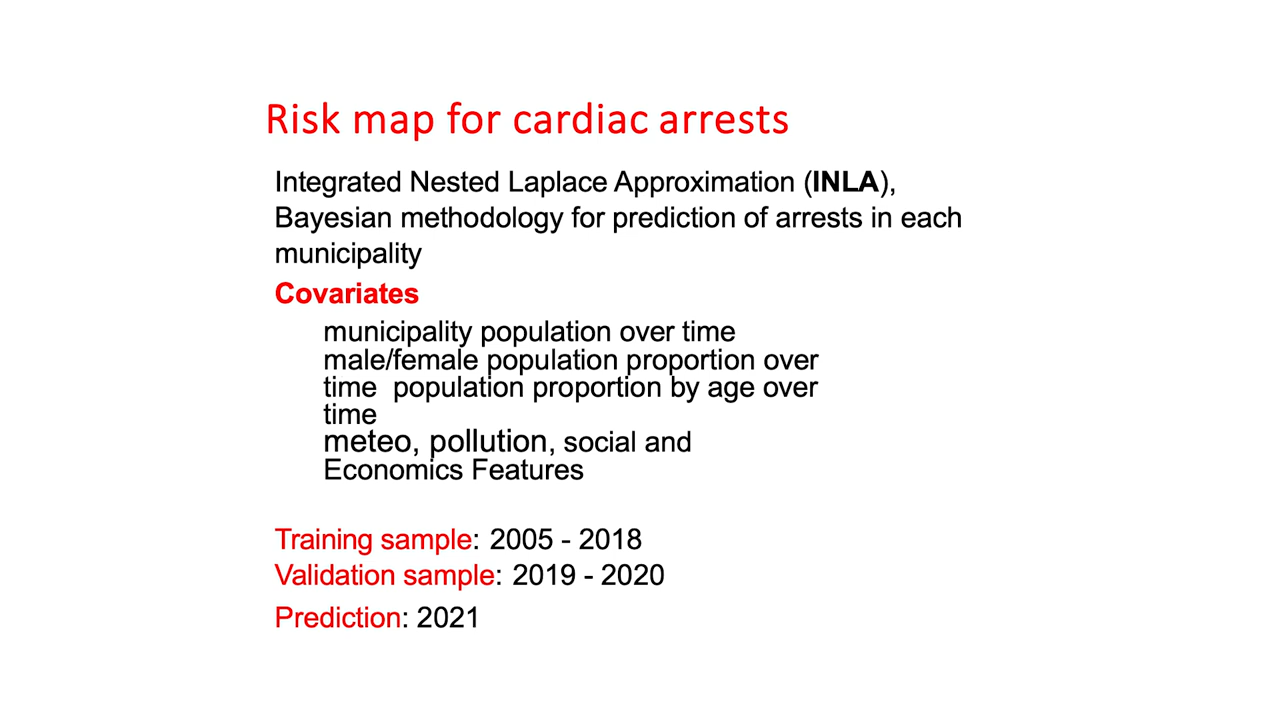 Risk map for cardiac arrests
Integrated Nested Laplace Approximation (INLA),
Bayesian methodology for prediction of arrests in each
municipality
Covariates
municipality population over time
male/female population proportion over
time population proportion by age over
time
meteo, pollution, social and
Economics Features
Training sample: 2005 - 2018
Validation sample: 2019 - 2020
Prediction: 2021